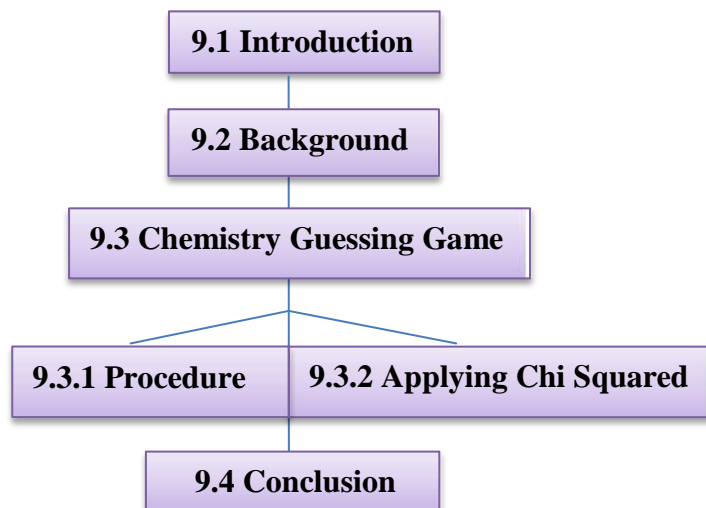 9.1 Introduction
9.2 Background
9.3 Chemistry Guessing Game
9.3.1 Procedure
9.3.2 Applying Chi Squared
9.4 Conclusion